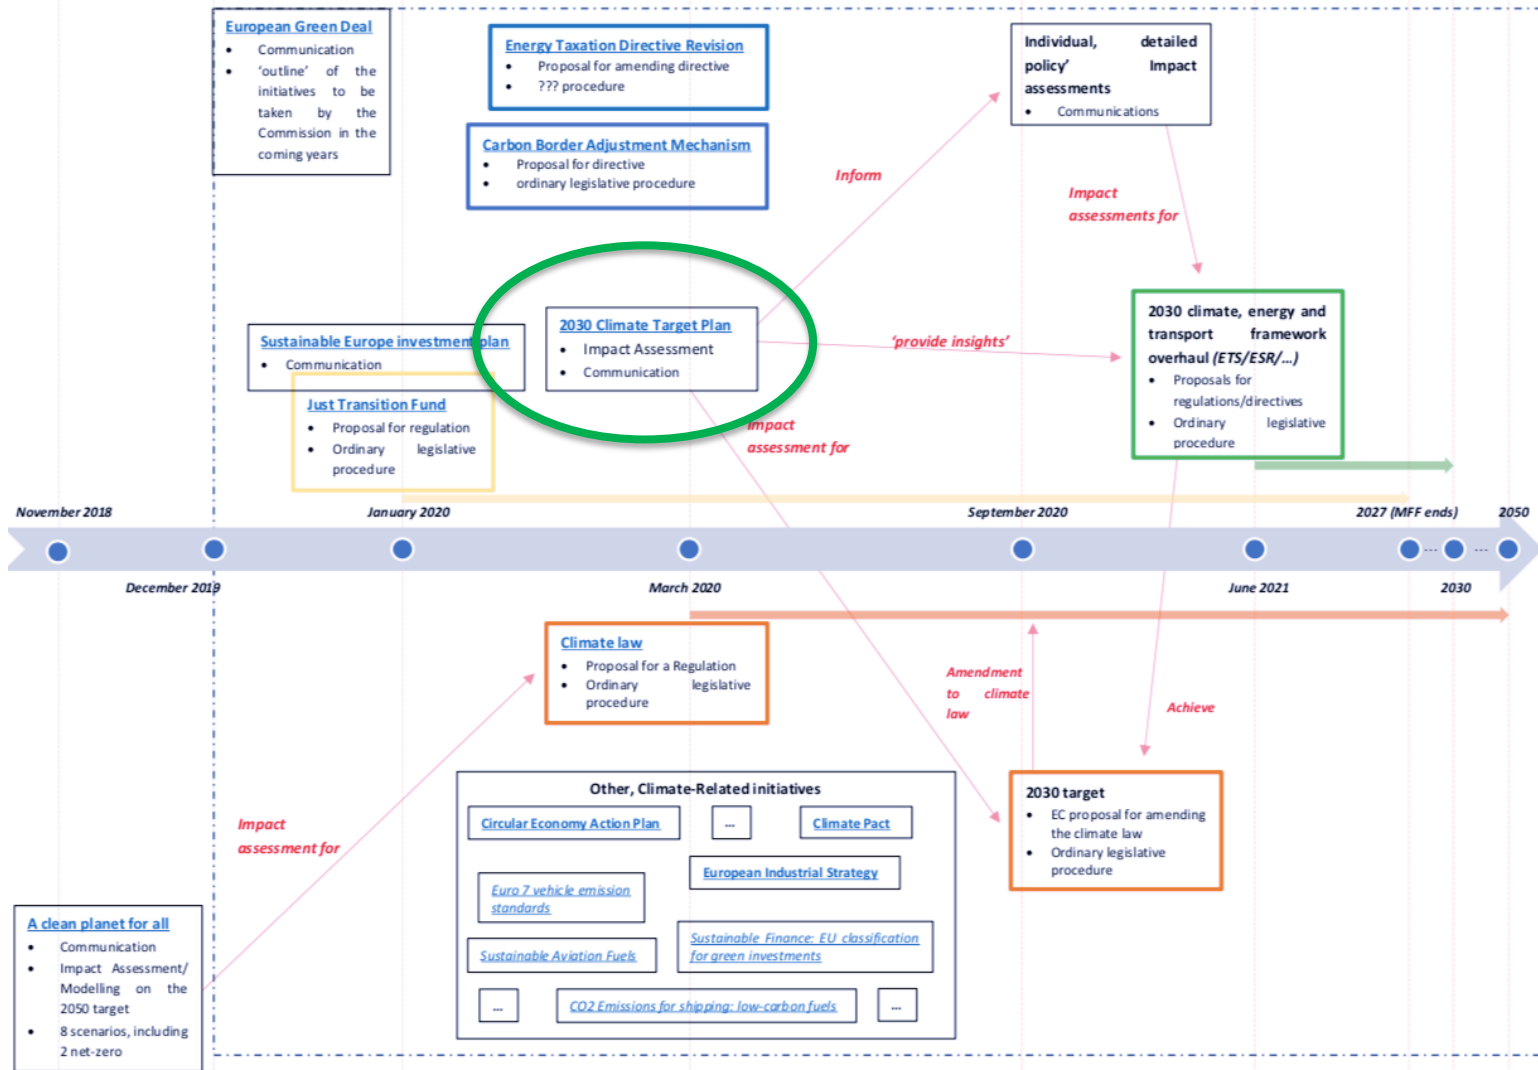 European Green Deal
• Communication
• ‘outline’ of the
initiatives to be
taken by the
Commission in the
coming years
Energy Taxation Directive Revision
• Proposal for amending directive
• ??? procedure
Carbon Border Adjustment Mechanism
• Proposal for directive
• ordinary legislative procedure
Individual, detailed
policy’ Impact
assessments
• Communications
Inform
Impact
assessments for
Sustainable Europe investment plan
• Communication
Just Transition Fund
• Proposal for regulation
• Ordinary legislative
procedure
2030 Climate Target Plan
• Impact Assessment
• Communication
‘provide insights’
Impact
assessment for
2030 climate, energy and
transport framework
overhaul (ETS/ESR/...)
• Proposals for
regulations/directives
• Ordinary legislative
procedure
November 2018
January 2020
September 2020
2027 (MFF ends)
2050
... ...
December 2019
March 2020
June 2021
2030
Climate law
• Proposal for a Regulation
• Ordinary legislative
procedure
Amendment
to climate
law
Achieve
Impact
assessment for
2030 target
• EC proposal for amending
the climate law
• Ordinary legislative
procedure
Other, Climate-Related initiatives
Circular Economy Action Plan
...
Climate Pact
European Industrial Strategy
Euro 7 vehicle emission
standards
Sustainable Aviation Fuels
Sustainable Finance: EU classification
for green investments
...
CO2 Emissions for shipping: low-carbon fuels
...
A clean planet for all
• Communication
• Impact Assessment/
Modelling on the
2050 target
• 8 scenarios, including
2 net-zero